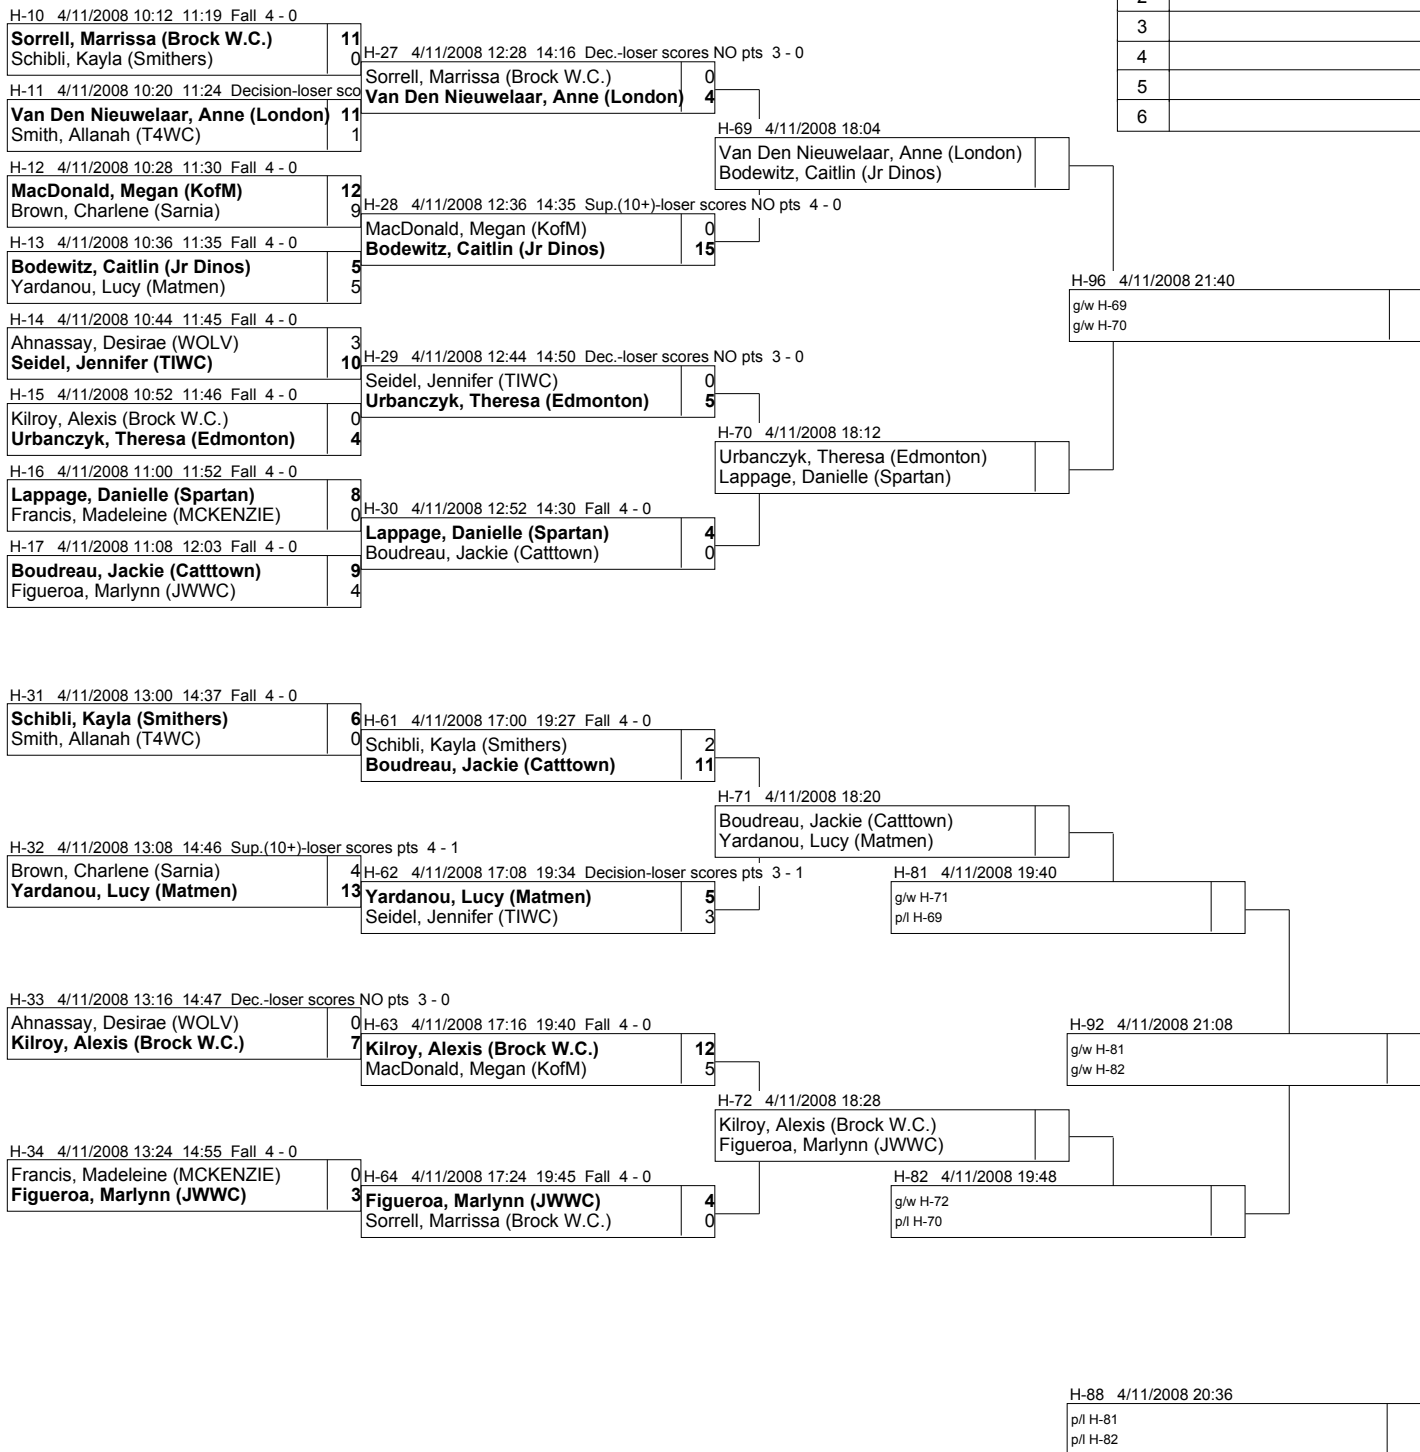 H-10 4/11/2008 10:12 11:19 Fall 4 - 0
Sorrell, Marrissa (Brock W.C.) 11
Schibli, Kayla (Smithers) 0
H-11 4/11/2008 10:20 11:24 Decision-loser sco
Van Den Nieuwelaar, Anne (London) 11
Smith, Allanah (T4WC) 1
H-12 4/11/2008 10:28 11:30 Fall 4 - 0
MacDonald, Megan (KofM) 12
Brown, Charlene (Sarnia) 9
H-13 4/11/2008 10:36 11:35 Fall 4 - 0
Bodewitz, Caitlin (Jr Dinos) 5
Yardanou, Lucy (Matmen) 5
H-14 4/11/2008 10:44 11:45 Fall 4 - 0
Ahnassay, Desirae (WOLV) 3
Seidel, Jennifer (TIWC) 10
H-15 4/11/2008 10:52 11:46 Fall 4 - 0
Kilroy, Alexis (Brock W.C.) 0
Urbanczyk, Theresa (Edmonton) 4
H-16 4/11/2008 11:00 11:52 Fall 4 - 0
Lappage, Danielle (Spartan) 8
Francis, Madeleine (MCKENZIE) 0
H-17 4/11/2008 11:08 12:03 Fall 4 - 0
Boudreau, Jackie (Catttown) 9
Figueroa, Marlynn (JWWC) 4
H-27 4/11/2008 12:28 14:16 Dec.-loser scores NO pts 3 - 0
Sorrell, Marrissa (Brock W.C.) 0
Van Den Nieuwelaar, Anne (London) 4
H-28 4/11/2008 12:36 14:35 Sup.(10+)-loser scores NO pts 4 - 0
MacDonald, Megan (KofM) 0
Bodewitz, Caitlin (Jr Dinos) 15
H-29 4/11/2008 12:44 14:50 Dec.-loser scores NO pts 3 - 0
Seidel, Jennifer (TIWC) 0
Urbanczyk, Theresa (Edmonton) 5
H-30 4/11/2008 12:52 14:30 Fall 4 - 0
Lappage, Danielle (Spartan) 4
Boudreau, Jackie (Catttown) 0
H-69 4/11/2008 18:04
Van Den Nieuwelaar, Anne (London)
Bodewitz, Caitlin (Jr Dinos)
H-70 4/11/2008 18:12
Urbanczyk, Theresa (Edmonton)
Lappage, Danielle (Spartan)
3
4
5
6
H-96 4/11/2008 21:40
g/w H-69
g/w H-70
H-31 4/11/2008 13:00 14:37 Fall 4 - 0
Schibli, Kayla (Smithers) 6
Smith, Allanah (T4WC) 0
H-32 4/11/2008 13:08 14:46 Sup.(10+)-loser scores pts 4 - 1
Brown, Charlene (Sarnia) 4
Yardanou, Lucy (Matmen) 13
H-33 4/11/2008 13:16 14:47 Dec.-loser scores NO pts 3 - 0
Ahnassay, Desirae (WOLV) 0
Kilroy, Alexis (Brock W.C.) 7
H-34 4/11/2008 13:24 14:55 Fall 4 - 0
Francis, Madeleine (MCKENZIE) 0
Figueroa, Marlynn (JWWC) 3
H-61 4/11/2008 17:00 19:27 Fall 4 - 0
Schibli, Kayla (Smithers) 2
Boudreau, Jackie (Catttown) 11
H-62 4/11/2008 17:08 19:34 Decision-loser scores pts 3 - 1
Yardanou, Lucy (Matmen) 5
Seidel, Jennifer (TIWC) 3
H-63 4/11/2008 17:16 19:40 Fall 4 - 0
Kilroy, Alexis (Brock W.C.) 12
MacDonald, Megan (KofM) 5
H-64 4/11/2008 17:24 19:45 Fall 4 - 0
Figueroa, Marlynn (JWWC) 4
Sorrell, Marrissa (Brock W.C.) 0
H-71 4/11/2008 18:20
Boudreau, Jackie (Catttown)
Yardanou, Lucy (Matmen)
H-72 4/11/2008 18:28
Kilroy, Alexis (Brock W.C.)
Figueroa, Marlynn (JWWC)
H-81 4/11/2008 19:40
g/w H-71
p/l H-69
H-82 4/11/2008 19:48
g/w H-72
p/l H-70
H-92 4/11/2008 21:08
g/w H-81
g/w H-82
H-88 4/11/2008 20:36
p/l H-81
p/l H-82